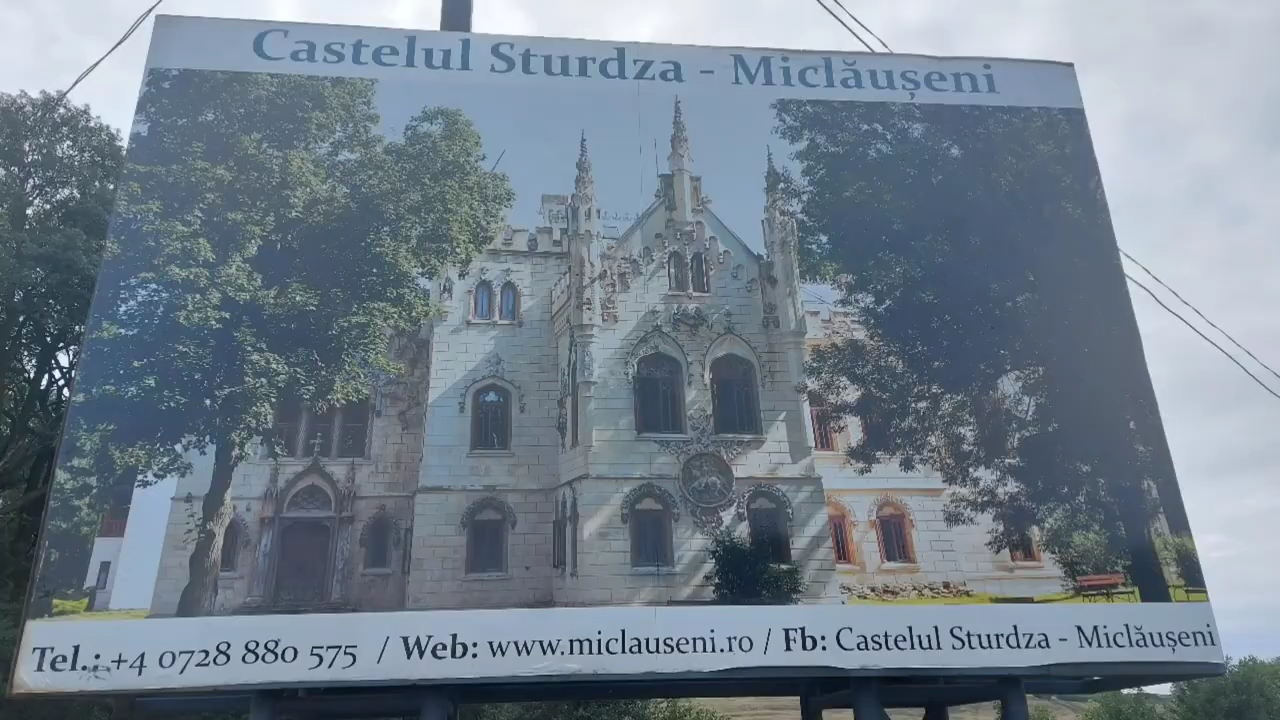 Castelul Sturdza - Miclăușeni
Tel.: +4 0728 880 575 / Web: www.miclauseni.ro / Fb: Castelul Sturdza - Miclăușeni